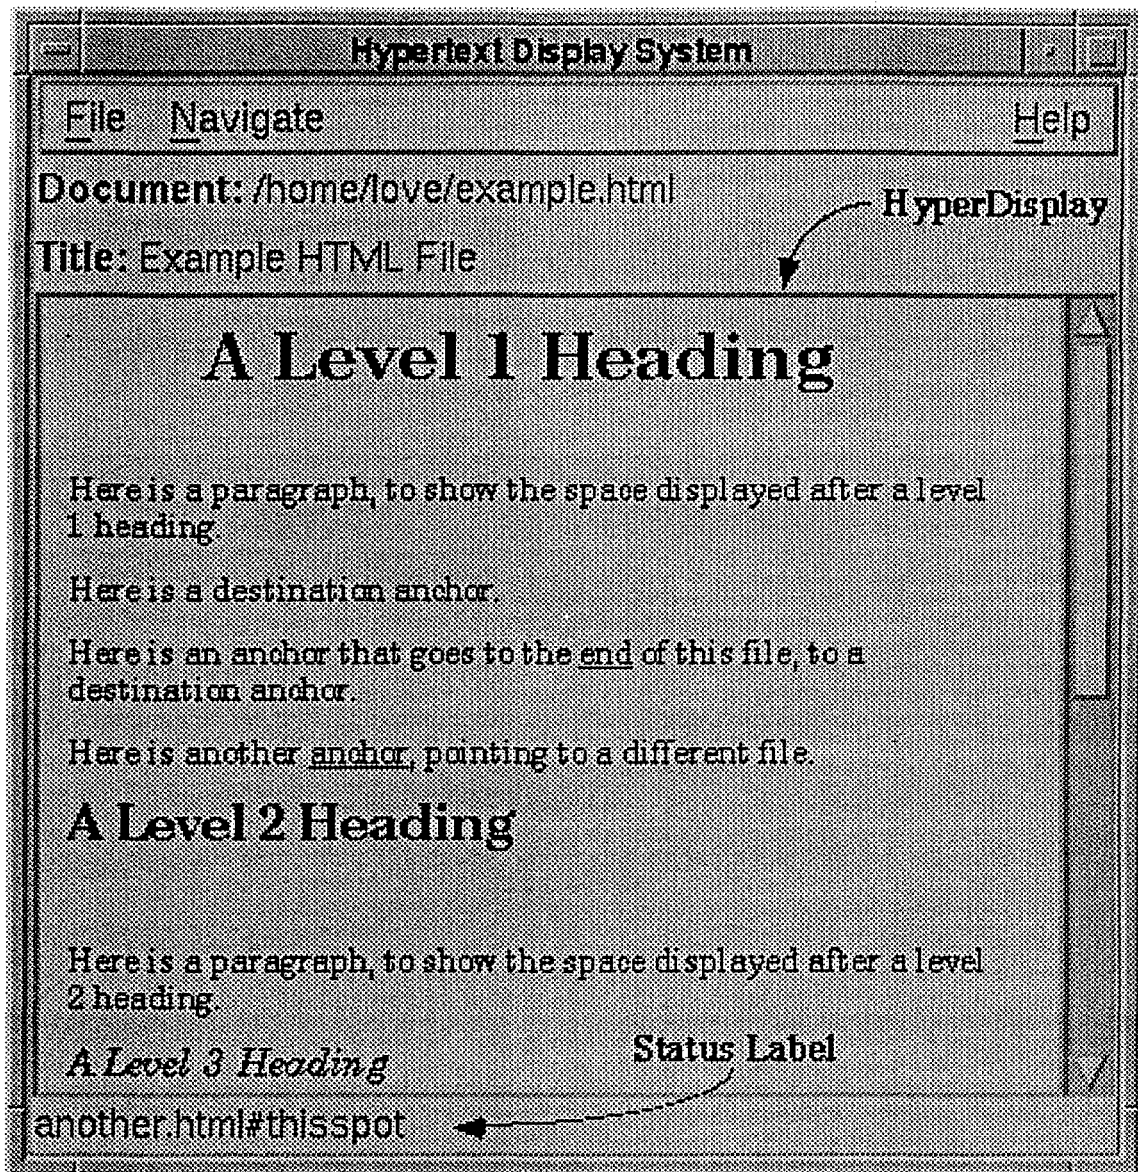 Hypertext Display System
File Navigate Help
Document: /home/love/example.html
HyperDisplay
Title: Example HTML File
A Level 1 Heading
Here is a paragraph, to show the space displayed after a level
1 heading.
Here is a destination anchor.
Here is an anchor that goes to the end of this file, to a
destination anchor.
Here is another anchor, pointing to a different file.
A Level 2 Heading
Here is a paragraph, to show the space displayed after a level
2 heading.
Status Label
A Level 3 Heading
another.html#thisspot